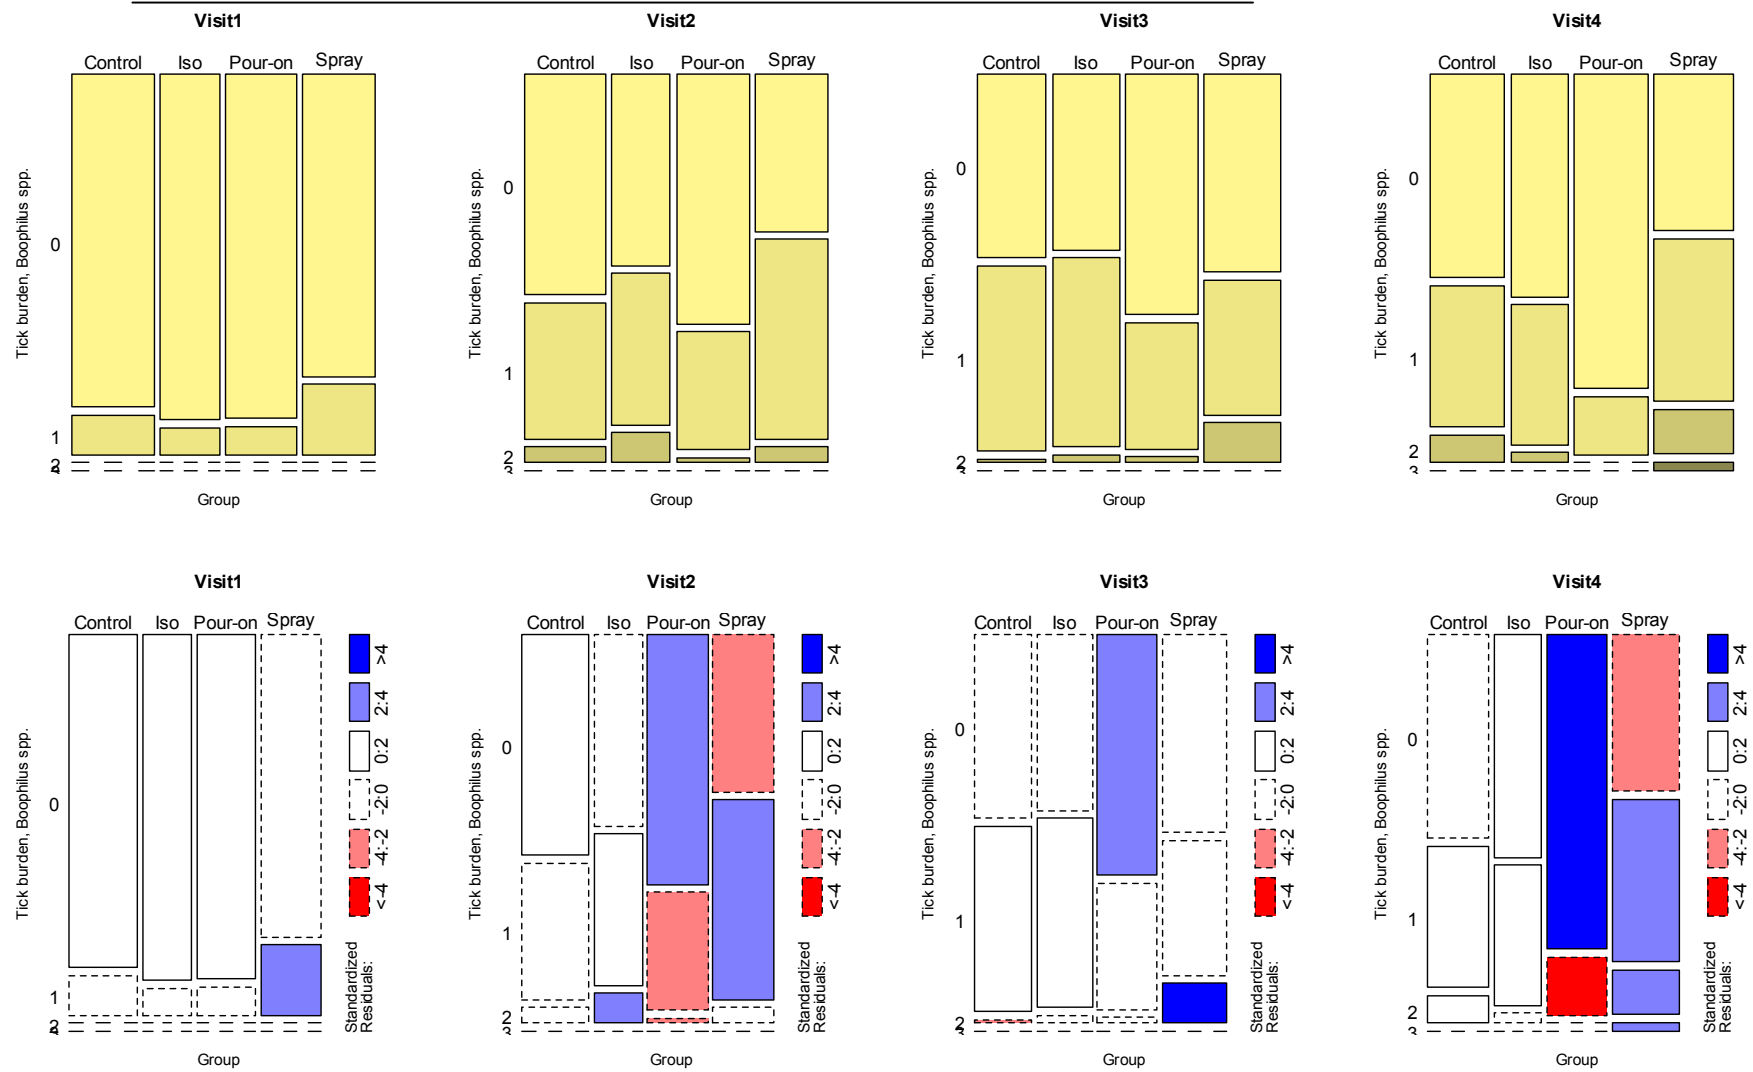 Visit1
Visit2
Visit3
Visit4
Control Iso Pour-on Spray
Control Iso Pour-on Spray
Control Iso Pour-on Spray
Control Iso Pour-on Spray
Tick burden, Boophilus spp.
0
1
2
Tick burden, Boophilus spp.
0
1
2
3
Tick burden, Boophilus spp.
0
1
2
3
Tick burden, Boophilus spp.
0
1
2
3
Group
Group
Group
Group
Visit1
Visit2
Visit3
Visit4
Control Iso Pour-on Spray
Control Iso Pour-on Spray
Control Iso Pour-on Spray
Control Iso Pour-on Spray
Tick burden, Boophilus spp.
0
1
2
Standardized
Residuals:
<-4
-4:-2
-2:0
0:2
2:4
>4
Tick burden, Boophilus spp.
0
1
2
3
Standardized
Residuals:
<-4
-4:-2
-2:0
0:2
2:4
>4
Tick burden, Boophilus spp.
0
1
2
3
Standardized
Residuals:
<-4
-4:-2
-2:0
0:2
2:4
>4
Tick burden, Boophilus spp.
0
1
2
3
Standardized
Residuals:
<-4
-4:-2
-2:0
0:2
2:4
>4
Group
Group
Group
Group